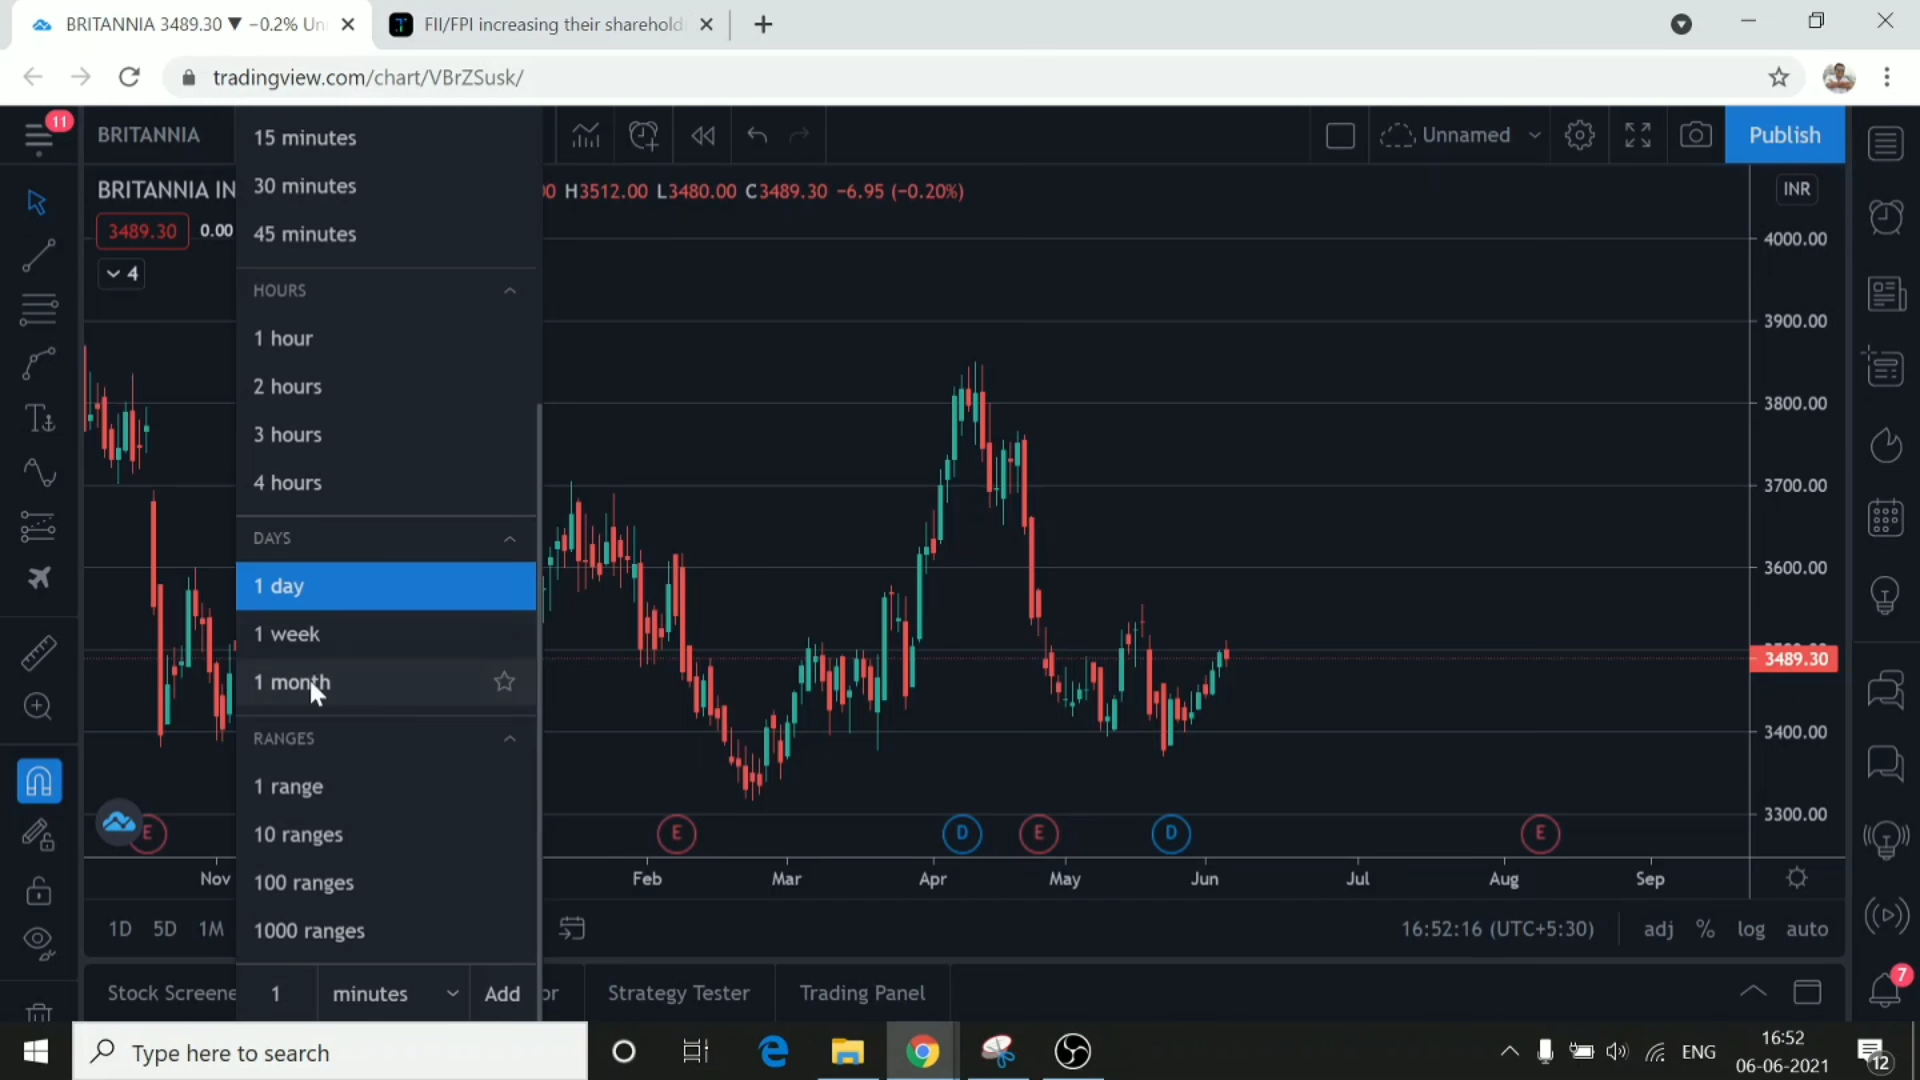 BRITANNIA 3489.30 ▼ −0.2% Un
FII/FPI increasing their sharehold
tradingview.com/chart/VBrZSusk/
11
BRITANNIA
15 minutes
Unnamed
Publish
BRITANNIA IN
30 minutes
00 H3512.00 L3480.00 C3489.30 −6.95 (−0.20%)
INR
3489.30
0.00
45 minutes
4
HOURS
1 hour
2 hours
3 hours
4 hours
DAYS
1 day
1 week
1 month
RANGES
1 range
10 ranges
100 ranges
1000 ranges
1 minutes Add
4000.00
3900.00
3800.00
3700.00
3600.00
3489.30
3400.00
3300.00
E E D E D E
Nov Feb Mar Apr May Jun Jul Aug Sep
1D 5D 1M
16:52:16 (UTC+5:30) adj % log auto
Stock Screene
or
Strategy Tester
Trading Panel
7
Type here to search
ENG
16:52
06-06-2021
12